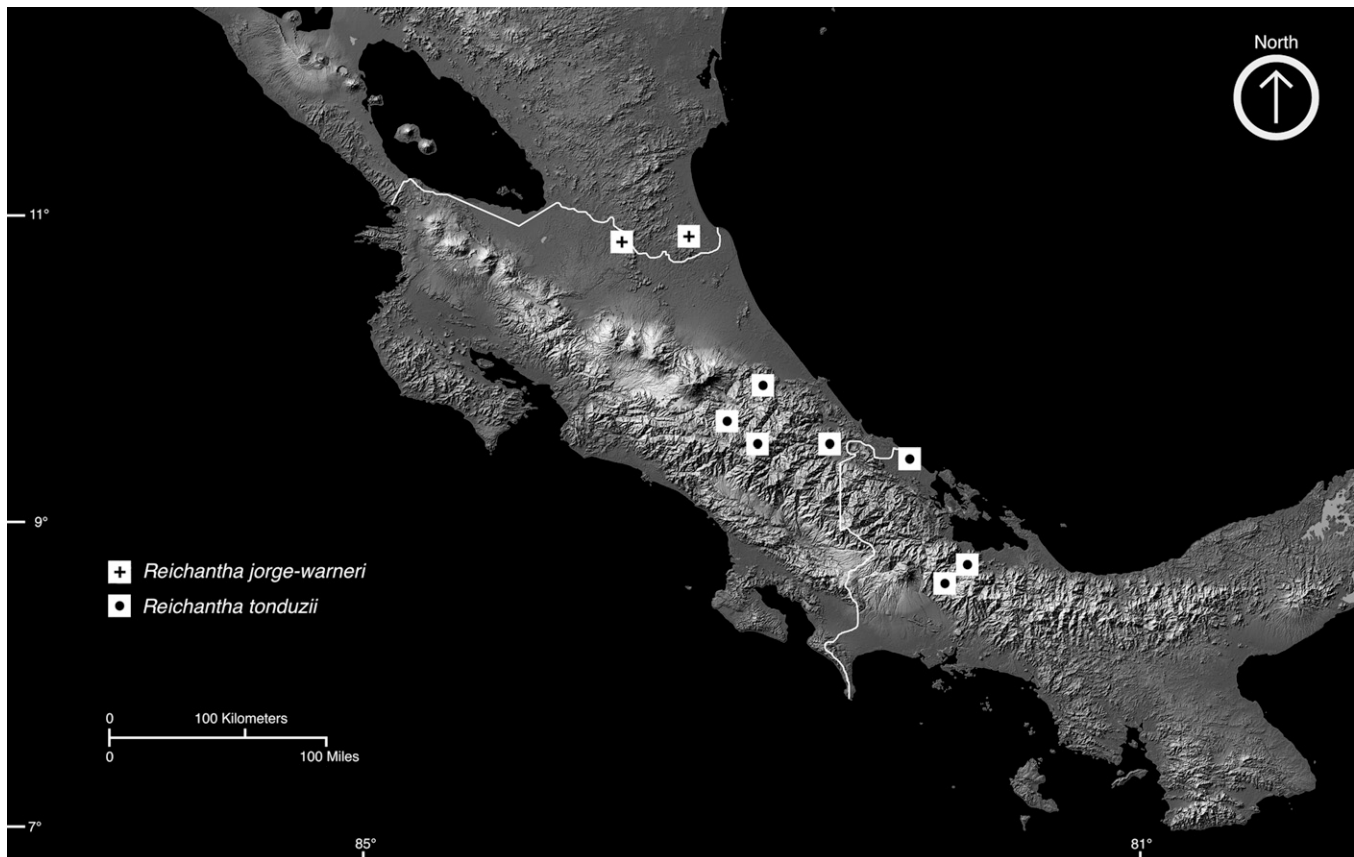 North
11°
9°
Reichantha jorge-warneri
Reichantha tonduzii
0 100 Kilometers
0 100 Miles
7°
85° 81°